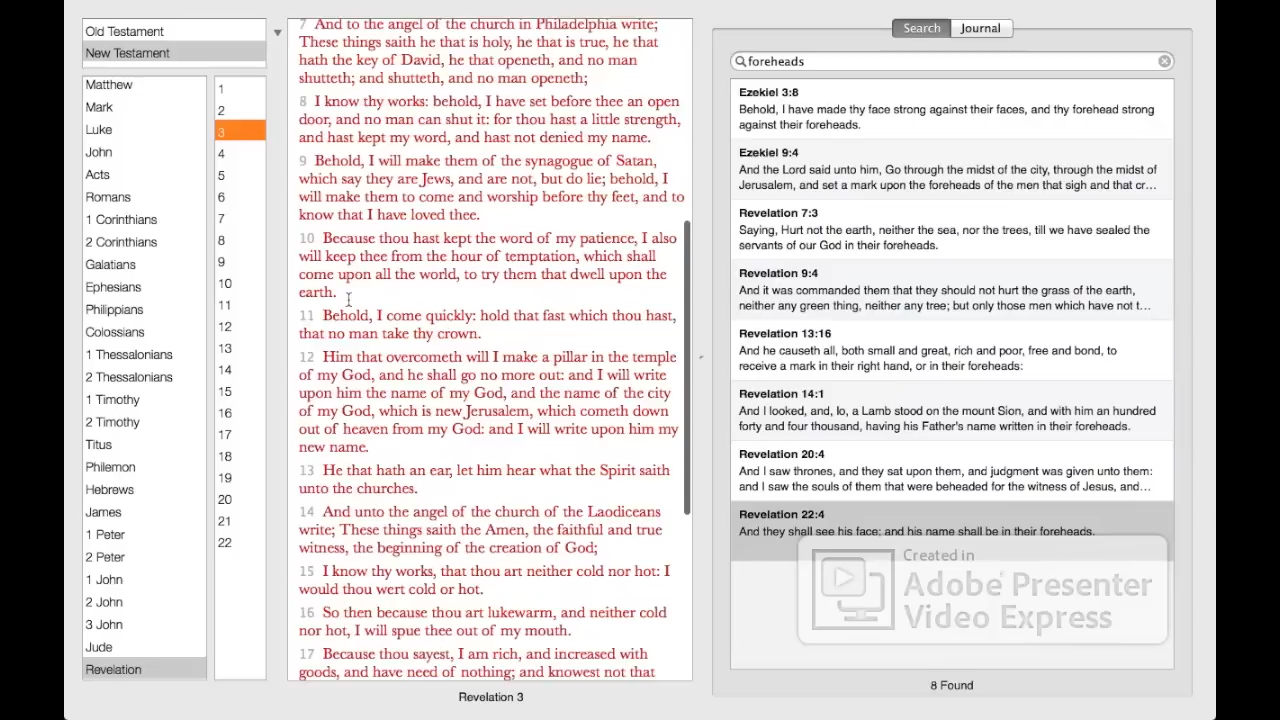 Old Testament
New Testament
Matthew
Mark
Luke
John
Acts
Romans
1 Corinthians
2 Corinthians
Galatians
Ephesians
Philippians
Colossians
1 Thessalonians
2 Thessalonians
1 Timothy
2 Timothy
Titus
Philemon
Hebrews
James
1 Peter
2 Peter
1 John
2 John
3 John
Jude
Revelation
1
2
3
4
5
6
7
8
9
10
11
12
13
14
15
16
17
18
19
20
21
22
7 And to the angel of the church in Philadelphia write;
These things saith he that is holy, he that is true, he that
hath the key of David, he that openeth, and no man
shutteth; and shutteth, and no man openeth;
8 I know thy works: behold, I have set before thee an open
door, and no man can shut it: for thou hast a little strength,
and hast kept my word, and hast not denied my name.
9 Behold, I will make them of the synagogue of Satan,
which say they are Jews, and are not, but do lie; behold, I
will make them to come and worship before thy feet, and to
know that I have loved thee.
10 Because thou hast kept the word of my patience, I also
will keep thee from the hour of temptation, which shall
come upon all the world, to try them that dwell upon the
earth.
11 Behold, I come quickly: hold that fast which thou hast,
that no man take thy crown.
12 Him that overcometh will I make a pillar in the temple
of my God, and he shall go no more out: and I will write
upon him the name of my God, and the name of the city
of my God, which is new Jerusalem, which cometh down
out of heaven from my God: and I will write upon him my
new name.
13 He that hath an ear, let him hear what the Spirit saith
unto the churches.
14 And unto the angel of the church of the Laodiceans
write; These things saith the Amen, the faithful and true
witness, the beginning of the creation of God;
15 I know thy works, that thou art neither cold nor hot: I
would thou wert cold or hot.
16 So then because thou art lukewarm, and neither cold
nor hot, I will spue thee out of my mouth.
17 Because thou sayest, I am rich, and increased with
goods, and have need of nothing; and knowest not that
Revelation 3
Search Journal
foreheads
Ezekiel 3:8
Behold, I have made thy face strong against their faces, and thy forehead strong
against their foreheads.
Ezekiel 9:4
And the Lord said unto him, Go through the midst of the city, through the midst of
Jerusalem, and set a mark upon the foreheads of the men that sigh and that cr...
Revelation 7:3
Saying, Hurt not the earth, neither the sea, nor the trees, till we have sealed the
servants of our God in their foreheads.
Revelation 9:4
And it was commanded them that they should not hurt the grass of the earth,
neither any green thing, neither any tree; but only those men which have not t...
Revelation 13:16
And he causeth all, both small and great, rich and poor, free and bond, to
receive a mark in their right hand, or in their foreheads:
Revelation 14:1
And I looked, and, lo, a Lamb stood on the mount Sion, and with him an hundred
forty and four thousand, having his Father's name written in their foreheads.
Revelation 20:4
And I saw thrones, and they sat upon them, and judgment was given unto them:
and I saw the souls of them that were beheaded for the witness of Jesus, and...
Revelation 22:4
And they shall see his face; and his name shall be in their foreheads.
Created in
Adobe® Presenter
Video Express
8 Found